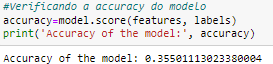 #Verificando a accuracy do modelo
accuracy=model.score(features, labels)
print('Accuracy of the model:', accuracy)
Accuracy of the model: 0.35501113023380004